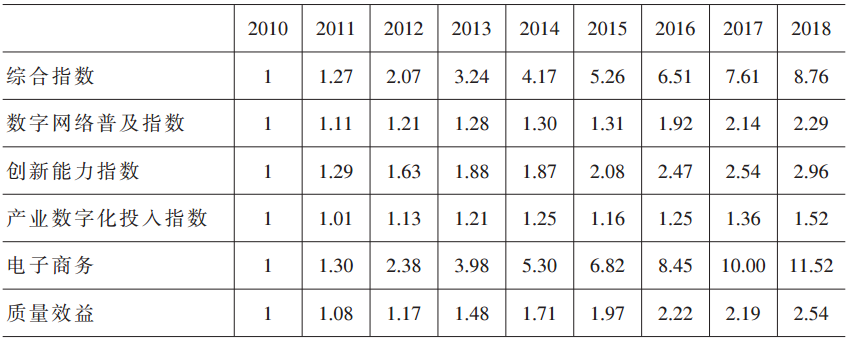 2010 2011 2012 2013 2014 2015 2016 2017 2018
综合指数 1 1.27 2.07 3.24 4.17 5.26 6.51 7.61 8.76
数字网络普及指数 1 1.11 1.21 1.28 1.30 1.31 1.92 2.14 2.29
创新能力指数 1 1.29 1.63 1.88 1.87 2.08 2.47 2.54 2.96
产业数字化投入指数 1 1.01 1.13 1.21 1.25 1.16 1.25 1.36 1.52
电子商务 1 1.30 2.38 3.98 5.30 6.82 8.45 10.00 11.52
质量效益 1 1.08 1.17 1.48 1.71 1.97 2.22 2.19 2.54